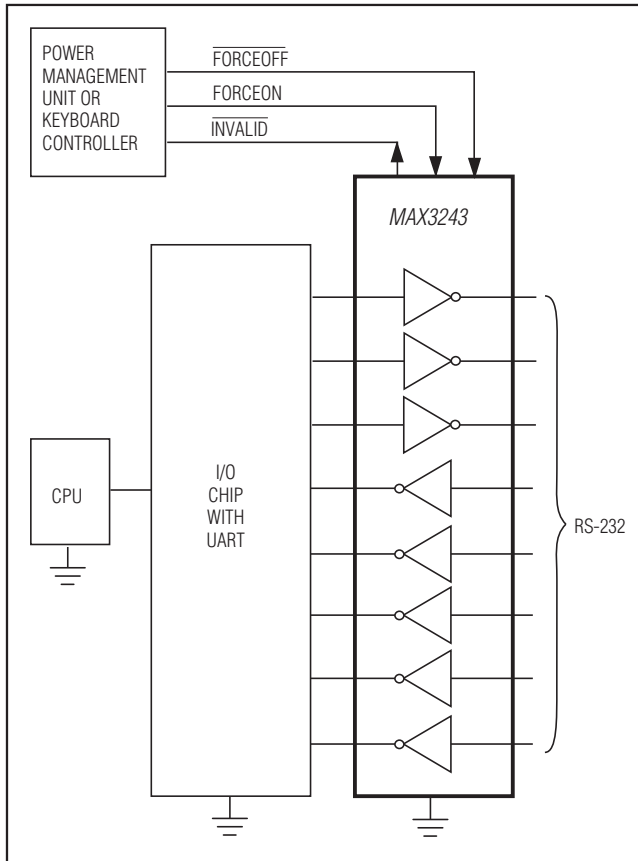 POWER
MANAGEMENT
UNIT OR
KEYBOARD
CONTROLLER
FORCEOFF
FORCEON
INVALID
MAX3243
CPU
I/O
CHIP
WITH
UART
RS-232